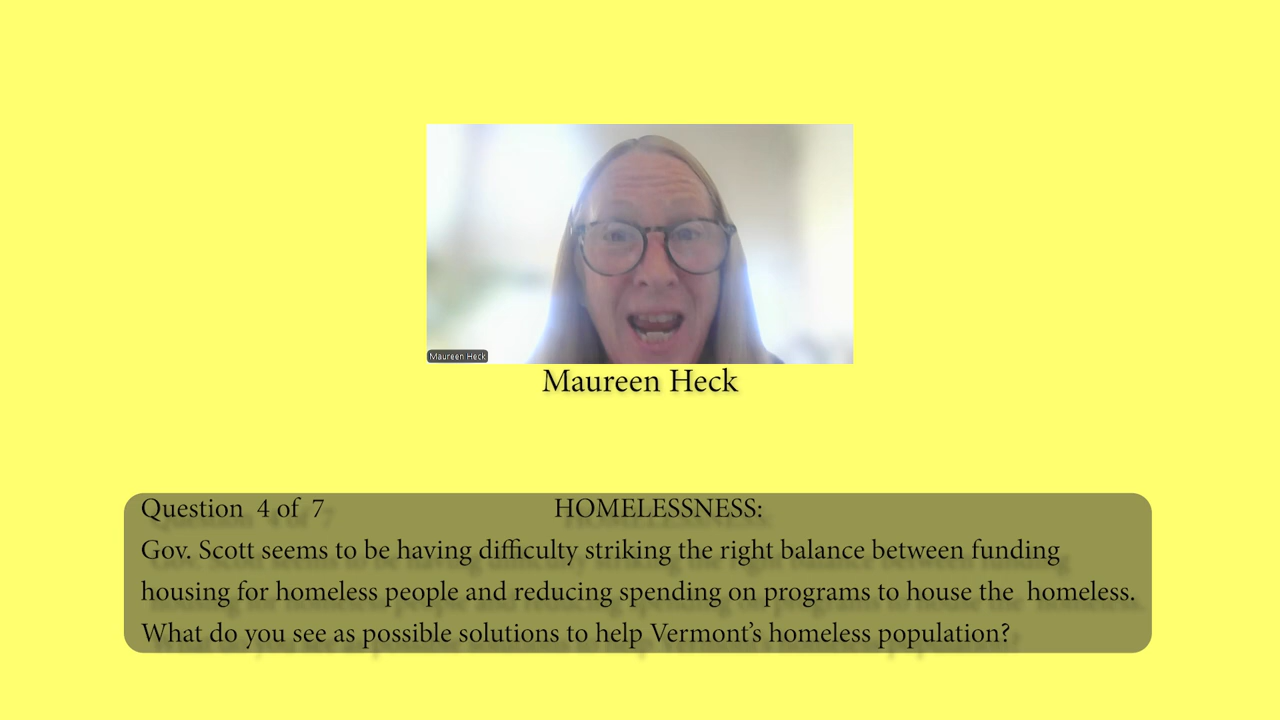 Maureen Heck
Maureen Heck
Question 4 of 7 HOMELESSNESS:
Gov. Scott seems to be having difficulty striking the right balance between funding
housing for homeless people and reducing spending on programs to house the homeless.
What do you see as possible solutions to help Vermont’s homeless population?